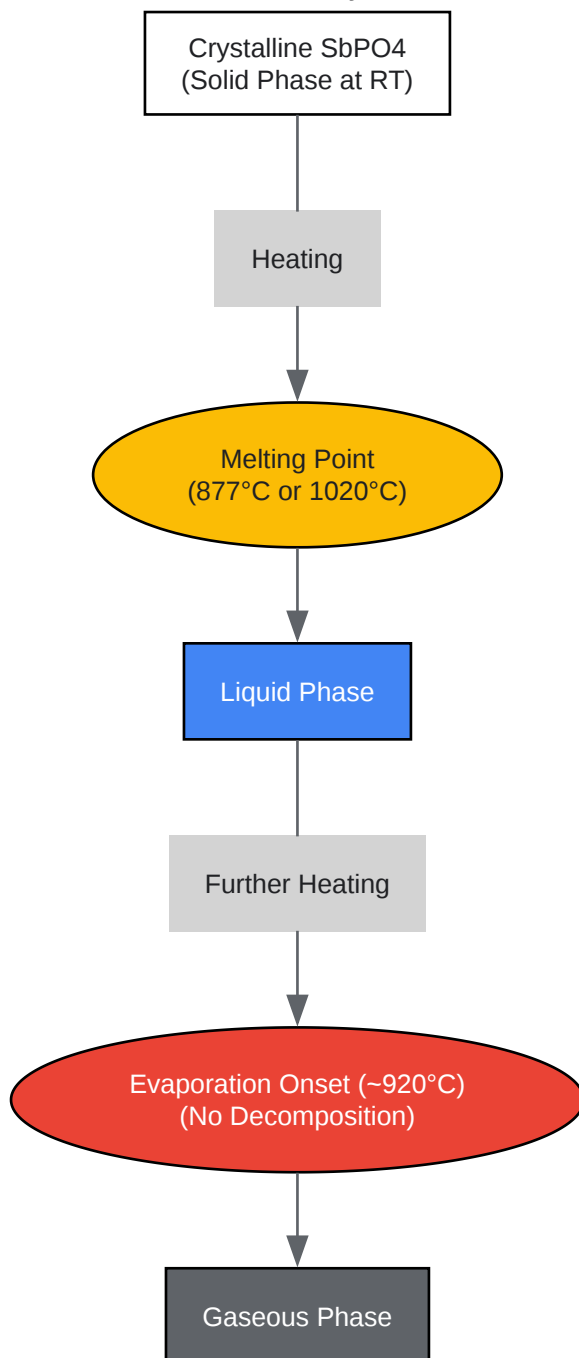 Crystalline SbPO4
(Solid Phase at RT)
Heating
Melting Point
(877°C or 1020°C)
Liquid Phase
Further Heating
Evaporation Onset (~920°C)
(No Decomposition)
Gaseous Phase